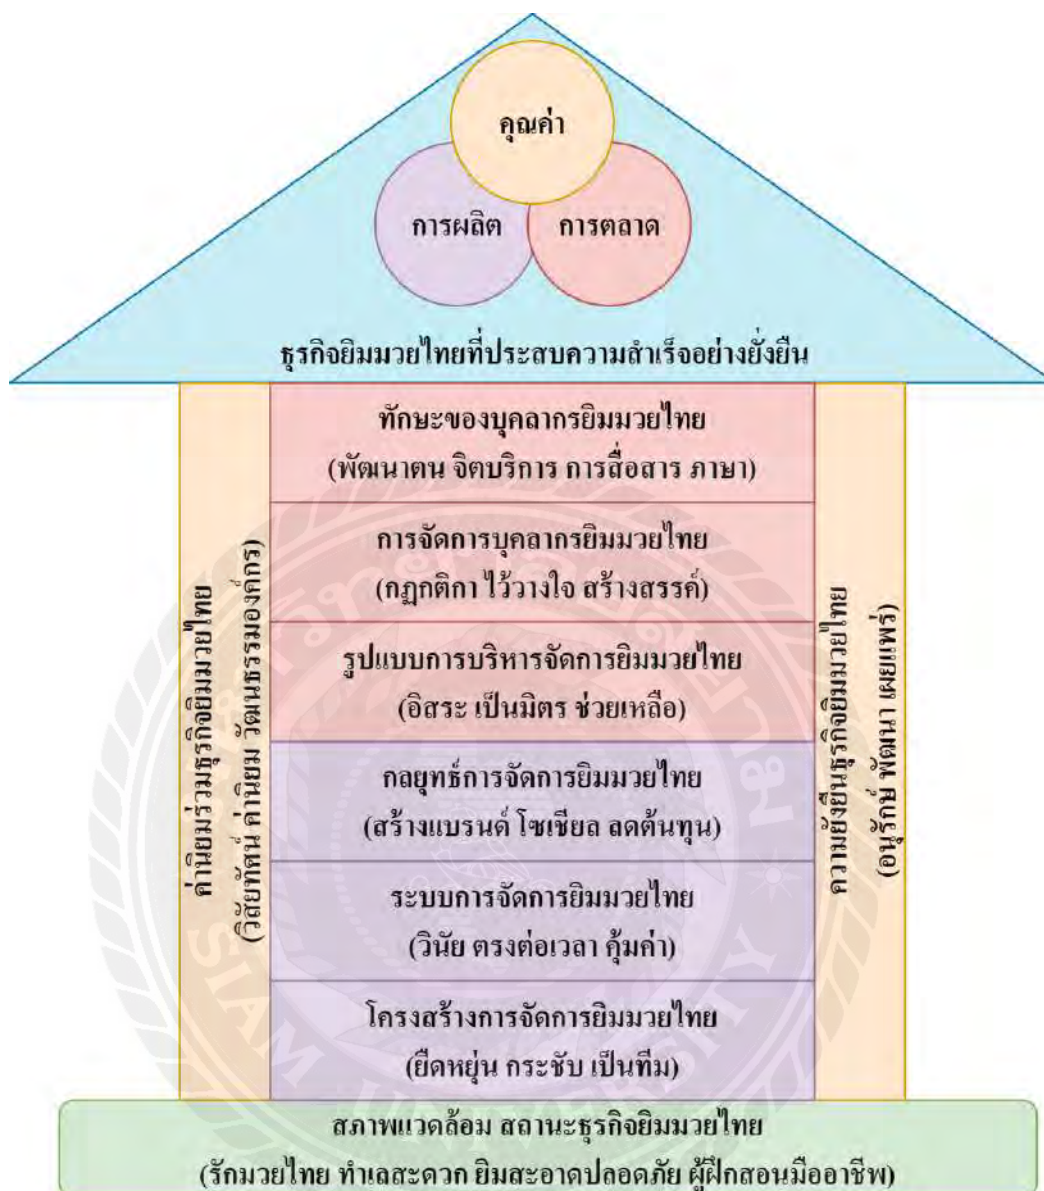 คุณค่า
การผลิต
การตลาด
ธุรกิจยิมมวยไทยที่ประสบความสำเร็จอย่างยั่งยืน
ค่านิยมร่วมธุรกิจยิมมวยไทย
(วิสัยทัศน์ ค่านิยม วัฒนธรรมองค์กร)
ทักษะของบุคลากรยิมมวยไทย
(พัฒนาตน จิตบริการ การสื่อสาร ภาษา)
การจัดการบุคลากรยิมมวยไทย
(กฎกติกา ไว้วางใจ สร้างสรรค์)
รูปแบบการบริหารจัดการยิมมวยไทย
(อิสระ เป็นมิตร ช่วยเหลือ)
กลยุทธ์การจัดการยิมมวยไทย
(สร้างแบรนด์ โซเชียล ลดต้นทุน)
ระบบการจัดการยิมมวยไทย
(วินัย ตรงต่อเวลา คุ้มค่า)
โครงสร้างการจัดการยิมมวยไทย
(ยืดหยุ่น กระชับ เป็นทีม)
ความยั่งยืนธุรกิจยิมมวยไทย
(อนุรักษ์ พัฒนา เผยแพร่)
สภาพแวดล้อม สถานะธุรกิจยิมมวยไทย
(รักมวยไทย ทำเลสะดวก ยิมสะอาดปลอดภัย ผู้ฝึกสอนมืออาชีพ)
มหาวิทยาลัยสยาม
SIAM UNIVERSITY